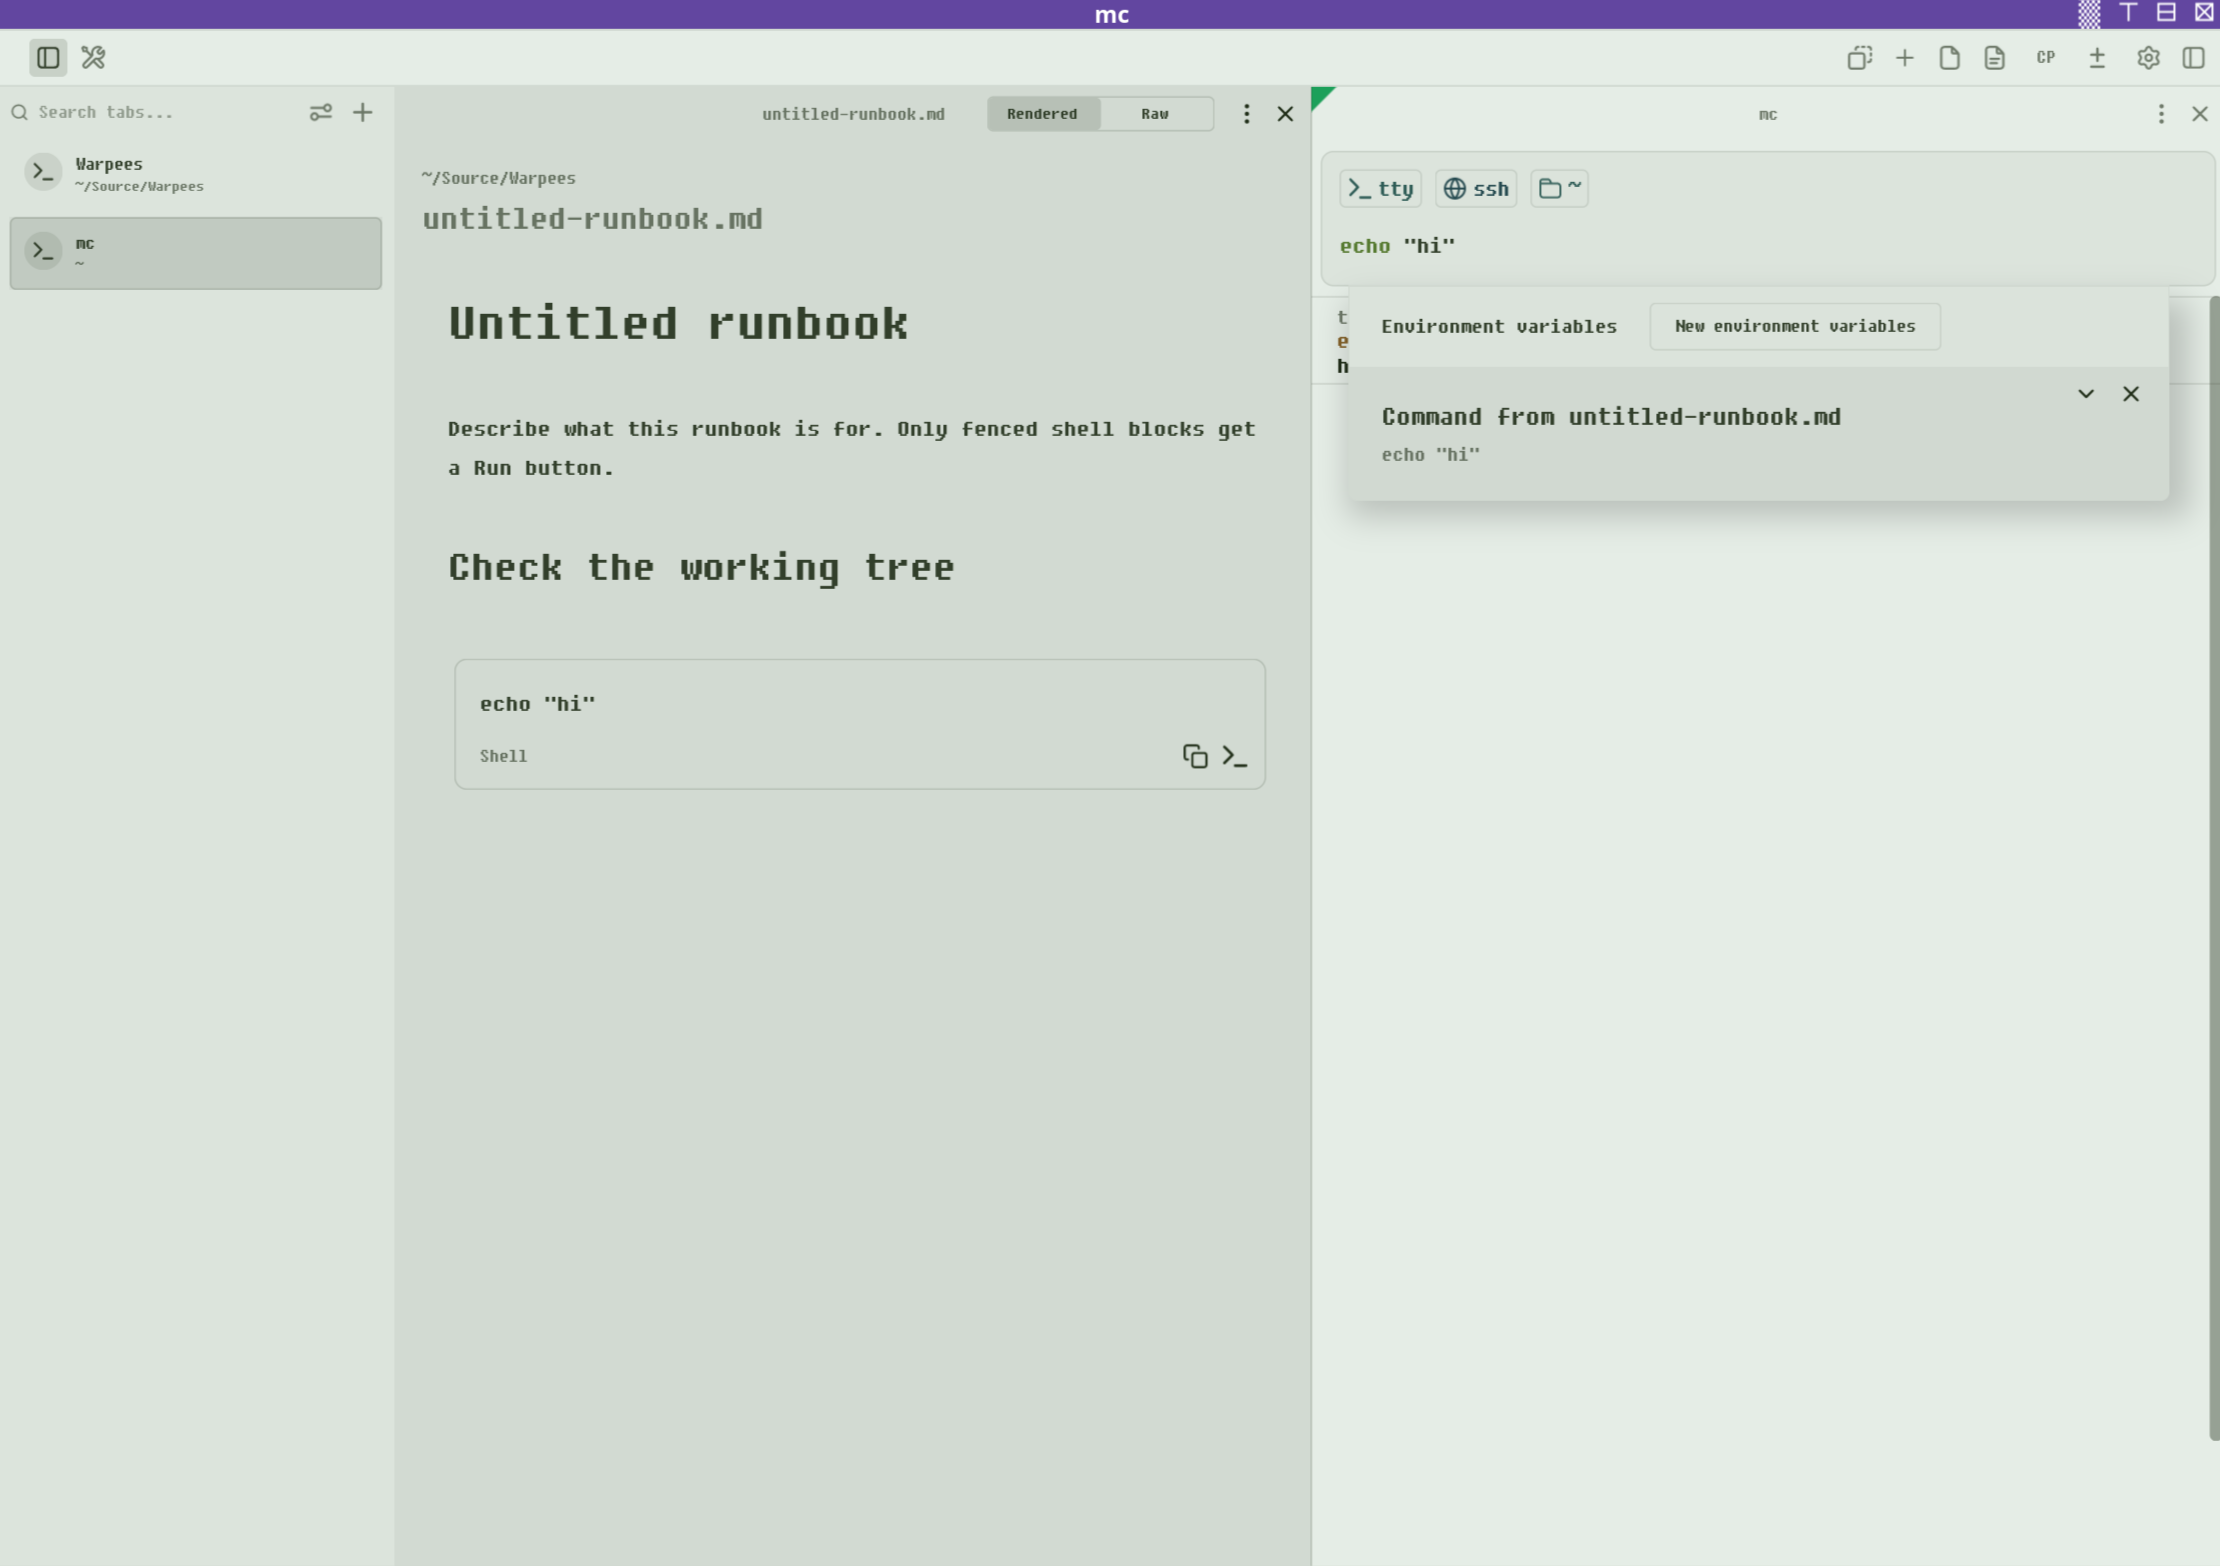 mc
CP
Search tabs...
Warpees
~/Source/Warpees
mc
~
untitled-runbook.md
Rendered
Raw
~/Source/Warpees
untitled-runbook.md
Untitled runbook
Describe what this runbook is for. Only fenced shell blocks get
a Run button.
Check the working tree
echo "hi"
Shell
mc
tty
ssh
~
echo "hi"
t
e
h
Environment variables
New environment variables
Command from untitled-runbook.md
echo "hi"